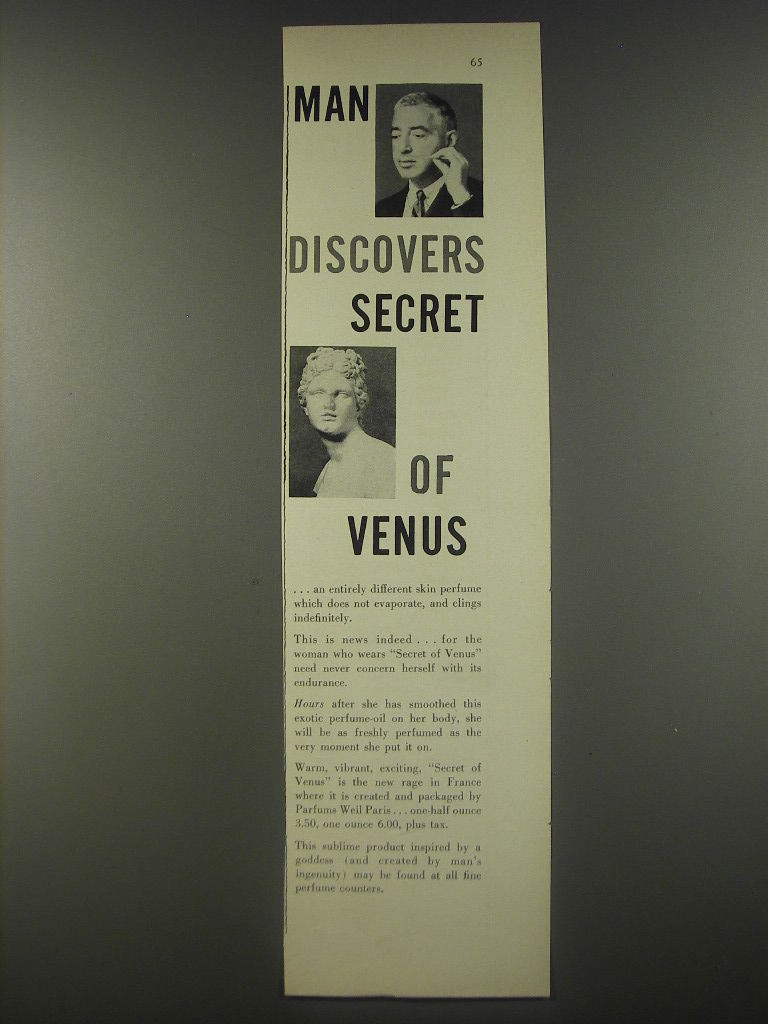 65
MAN
DISCOVERS
SECRET
OF
VENUS
. . . an entirely different skin perfume
which does not evaporate, and clings
indefinitely.
This is news indeed . . . for the
woman who wears "Secret of Venus"
need never concern herself with its
endurance.
Hours after she has smoothed this
exotic perfume-oil on her body, she
will be as freshly perfumed as the
very moment she put it on.
Warm, vibrant, exciting, "Secret of
Venus" is the new rage in France
where it is created and packaged by
Parfums Weil Paris . . . one-half ounce
3.50, one ounce 6.00, plus tax.
This sublime product inspired by a
goddess (and created by man's
ingenuity) may be found at all fine
perfume counters.